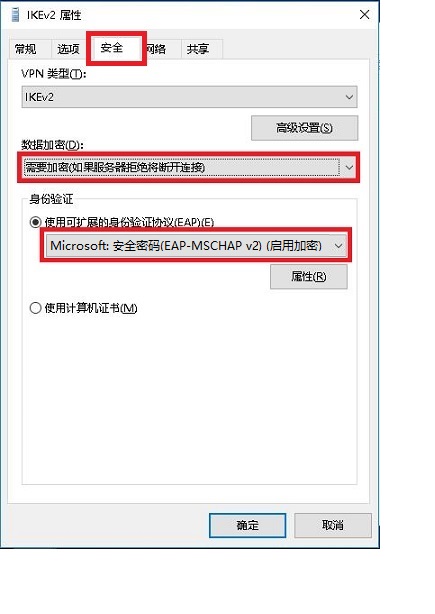 IKEv2 属性
常规 选项 安全 网络 共享
VPN 类型(T):
IKEv2
高级设置(S)
数据加密(D):
需要加密(如果服务器拒绝将断开连接)
身份验证
使用可扩展的身份验证协议(EAP)(E)
Microsoft: 安全密码(EAP-MSCHAP v2) (启用加密)
属性(R)
使用计算机证书(M)
确定 取消